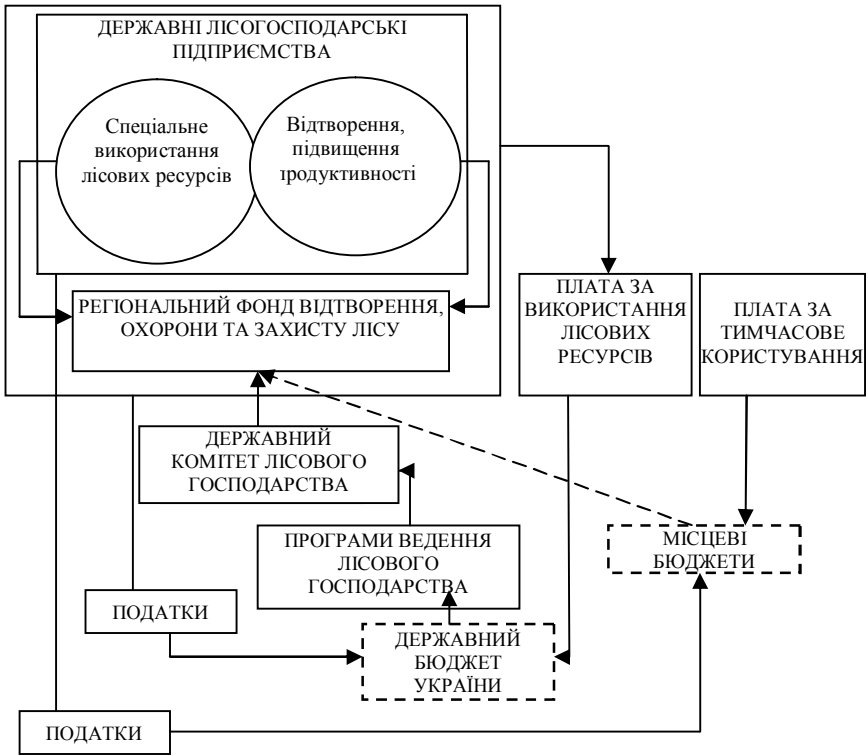 ДЕРЖАВНІ ЛІСОГОСПОДАРСЬКІ
ПІДПРИЄМСТВА
Спеціальне
використання
лісових ресурсів
Відтворення,
підвищення
продуктивності
РЕГІОНАЛЬНИЙ ФОНД ВІДТВОРЕННЯ,
ОХОРОНИ ТА ЗАХИСТУ ЛІСУ
ПЛАТА ЗА
ВИКОРИСТАННЯ
ЛІСОВИХ
РЕСУРСІВ
ПЛАТА ЗА
ТИМЧАСОВЕ
КОРИСТУВАННЯ
ДЕРЖАВНИЙ
КОМІТЕТ ЛІСОВОГО
ГОСПОДАРСТВА
ПРОГРАМИ ВЕДЕННЯ
ЛІСОВОГО
ГОСПОДАРСТВА
МІСЦЕВІ
БЮДЖЕТИ
ПОДАТКИ
ДЕРЖАВНИЙ
БЮДЖЕТ
УКРАЇНИ
ПОДАТКИ